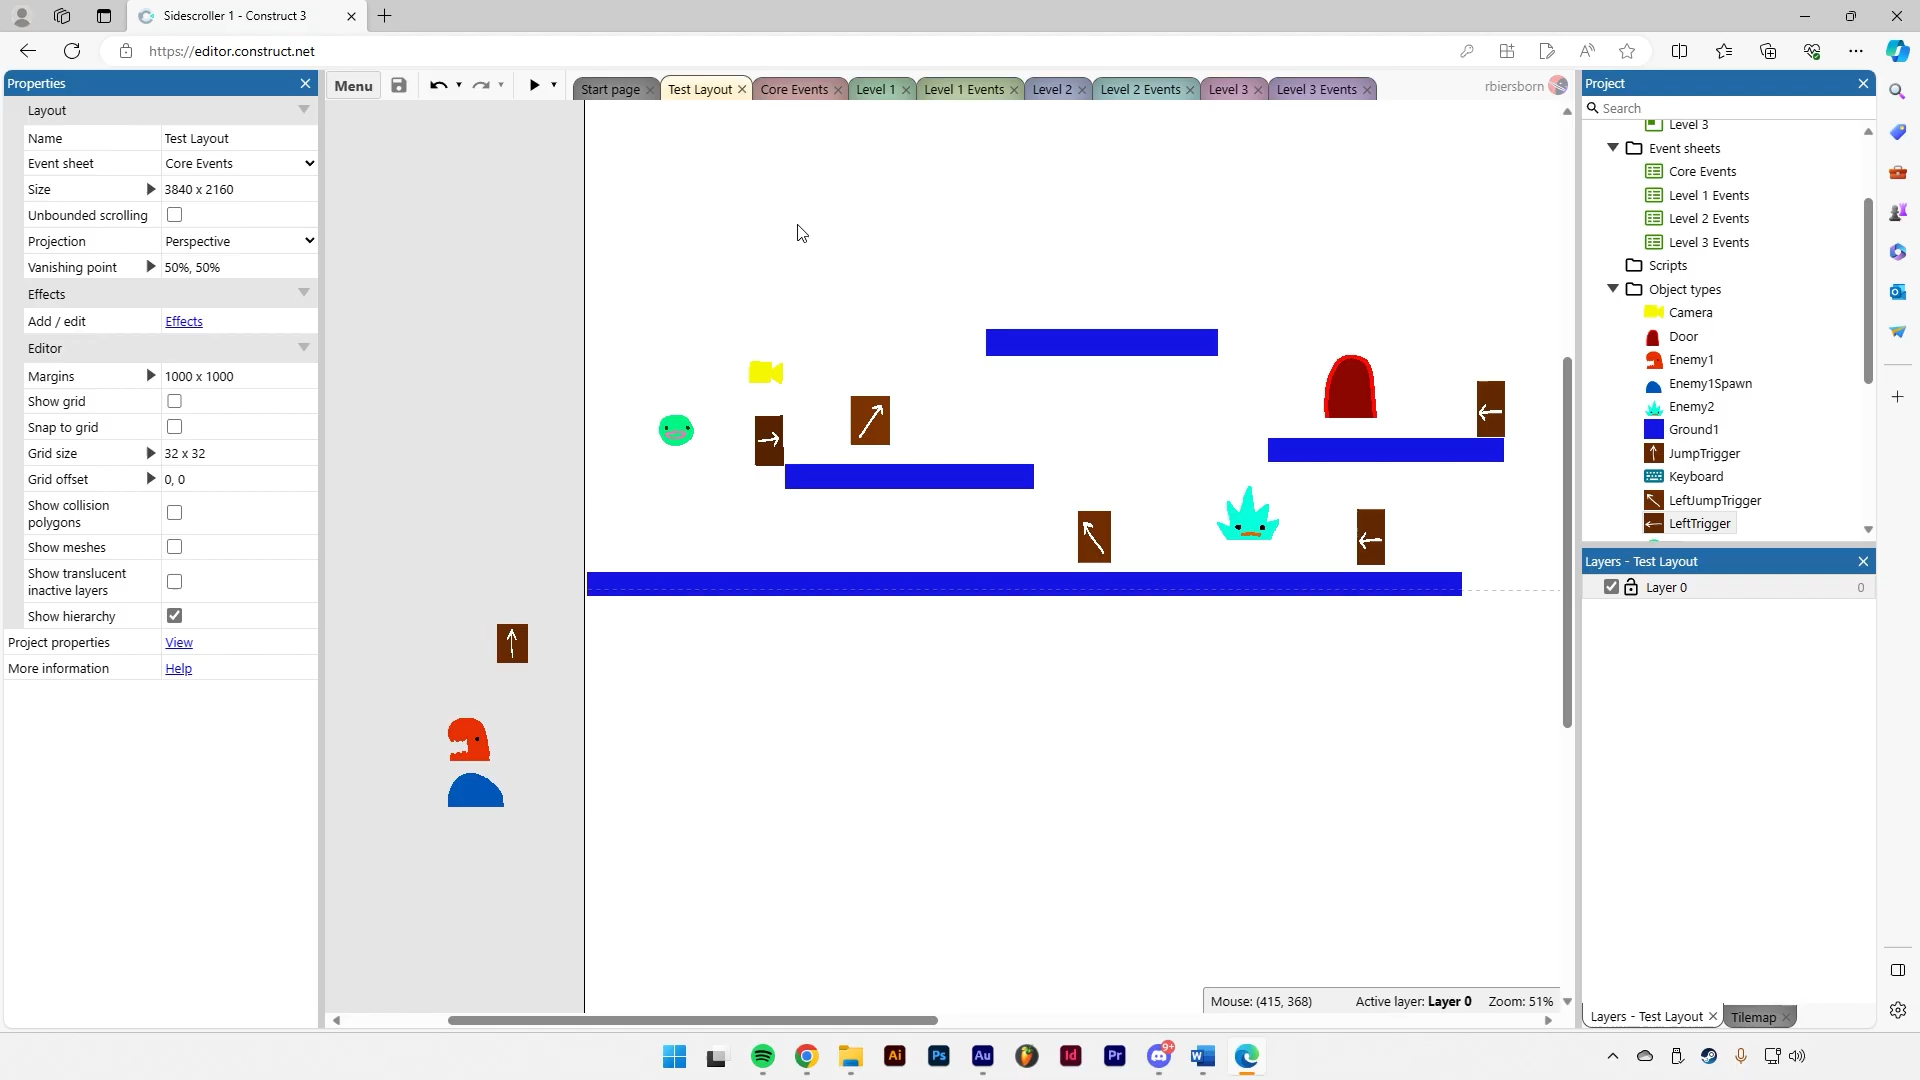 Sidescroller 1 - Construct 3
https://editor.construct.net
Properties
Layout
Name Test Layout
Event sheet Core Events
Size 3840 x 2160
Unbounded scrolling
Projection Perspective
Vanishing point 50%, 50%
Effects
Add / edit Effects
Editor
Margins 1000 x 1000
Show grid
Snap to grid
Grid size 32 x 32
Grid offset 0, 0
Show collision
polygons
Show meshes
Show translucent
inactive layers
Show hierarchy
Project properties View
More information Help
Menu
Start page Test Layout Core Events Level 1 Level 1 Events Level 2 Level 2 Events Level 3 Level 3 Events
rbiersborn
Mouse: (415, 368) Active layer: Layer 0 Zoom: 51%
Project
Search
Level 3
Event sheets
Core Events
Level 1 Events
Level 2 Events
Level 3 Events
Scripts
Object types
Camera
Door
Enemy1
Enemy1Spawn
Enemy2
Ground1
JumpTrigger
Keyboard
LeftJumpTrigger
LeftTrigger
Layers - Test Layout
Layer 0 0
Layers - Test Layout Tilemap
Ai Ps Au Id Pr 9+ W